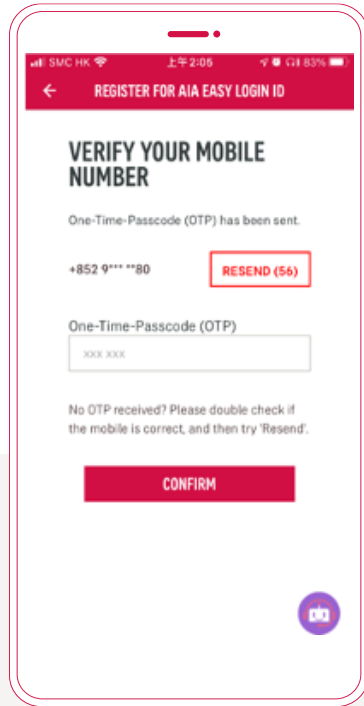 SMC HK 上午2:05 83%
REGISTER FOR AIA EASY LOGIN ID
VERIFY YOUR MOBILE
NUMBER
One-Time-Passcode (OTP) has been sent.
+852 9*** **80 RESEND (56)
One-Time-Passcode (OTP)
xxx xxx
No OTP received? Please double check if
the mobile is correct, and then try 'Resend'.
CONFIRM